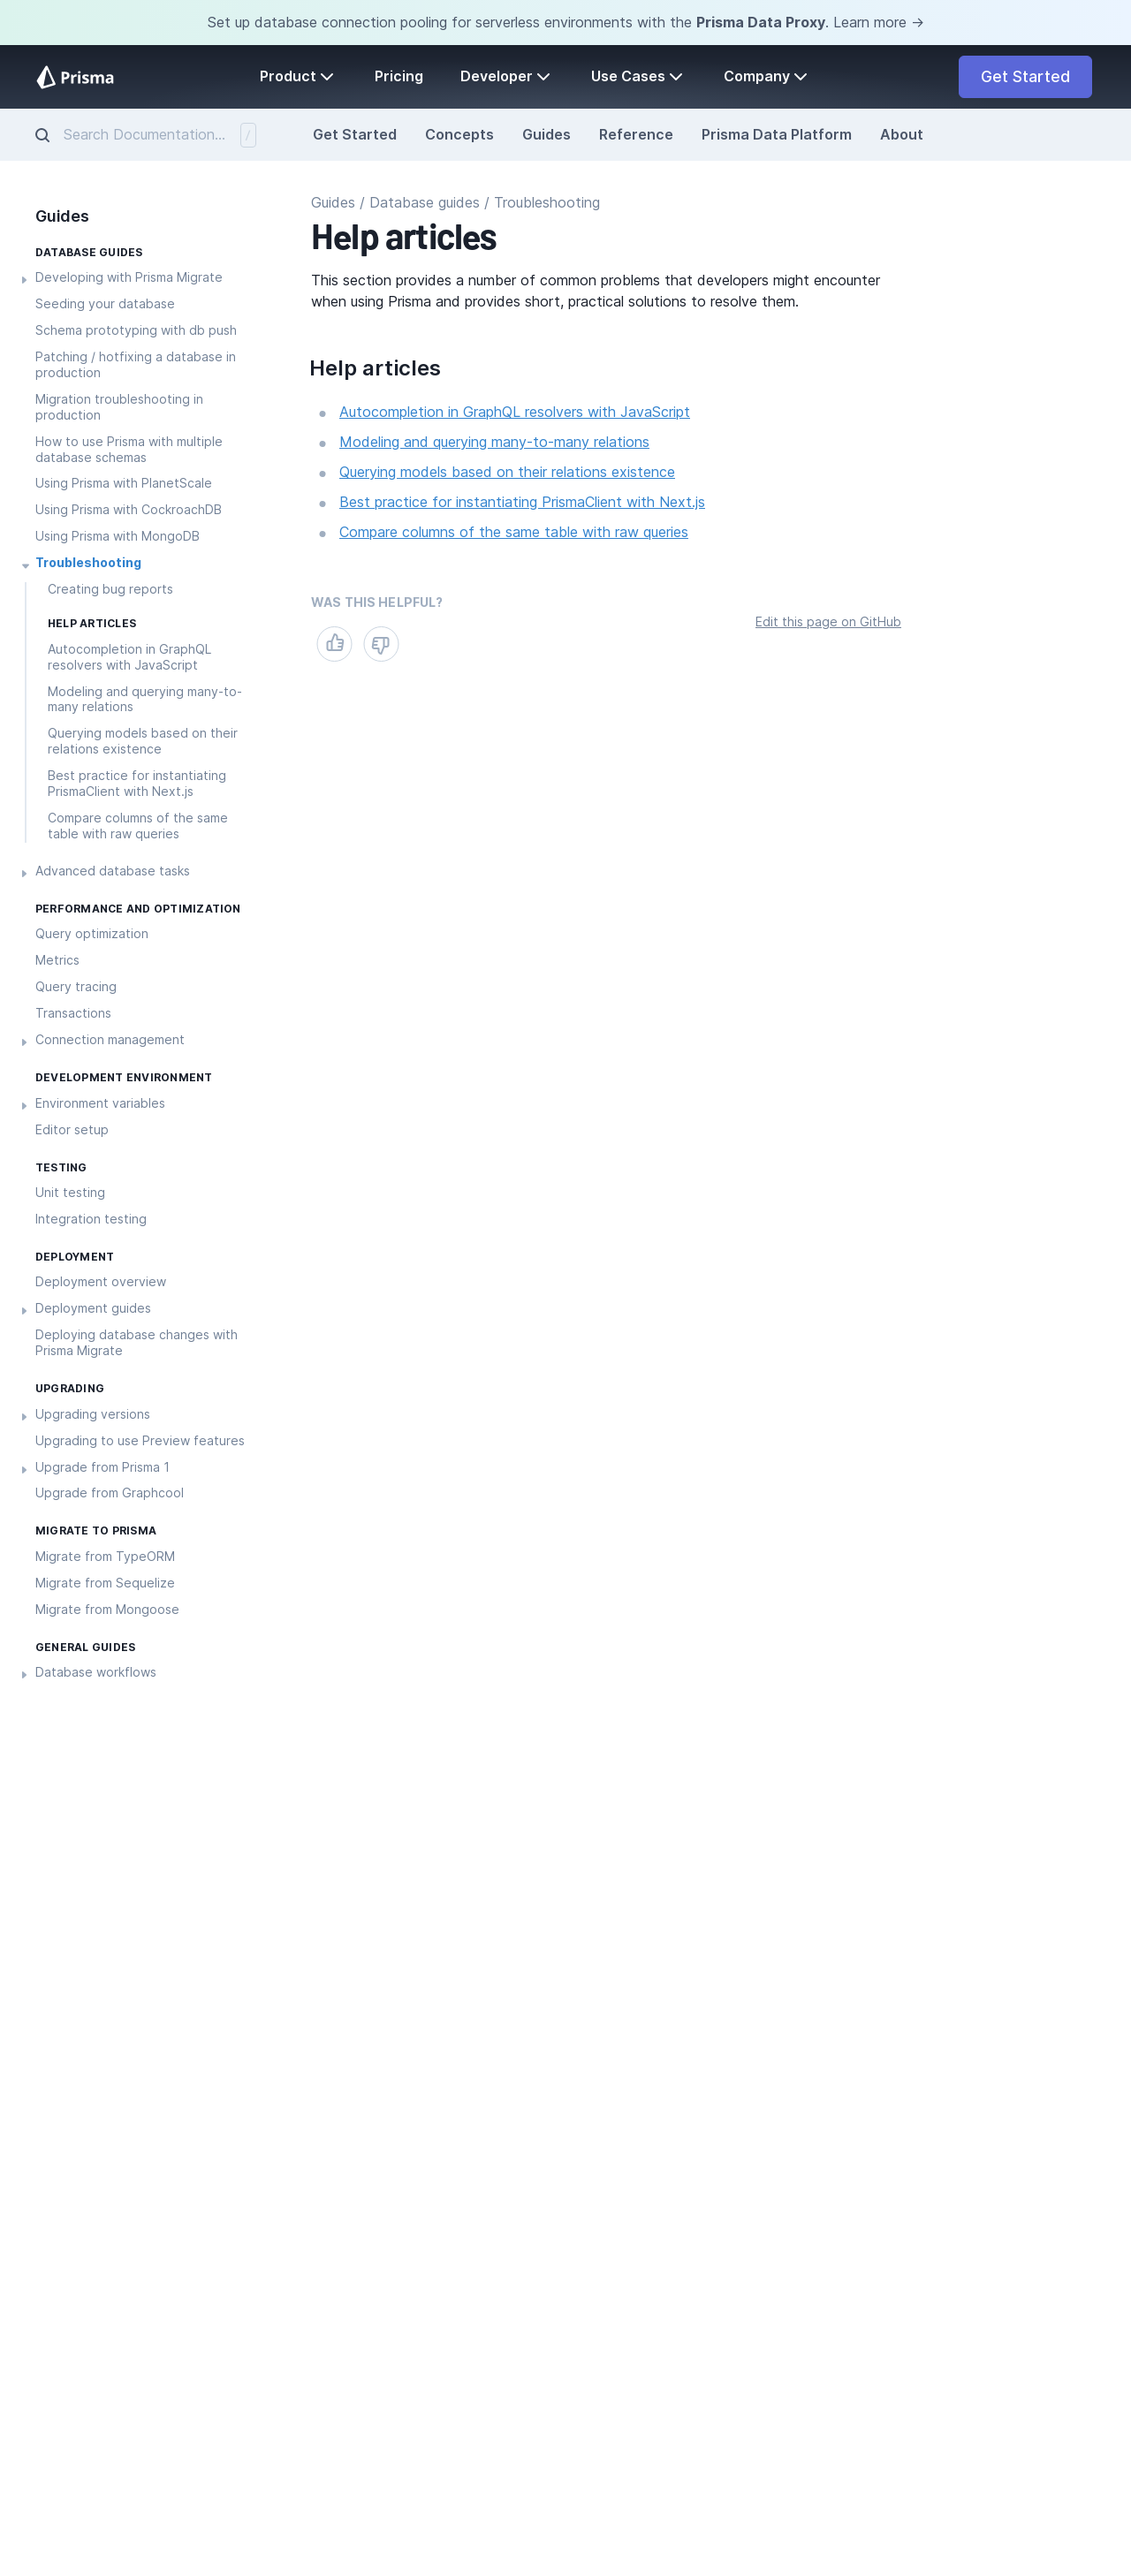 Set up database connection pooling for serverless environments with the Prisma Data Proxy. Learn more →
Prisma
Product
Pricing
Developer
Use Cases
Company
Get Started
Search Documentation...
/
Get Started
Concepts
Guides
Reference
Prisma Data Platform
About
Guides
DATABASE GUIDES
Developing with Prisma Migrate
Seeding your database
Schema prototyping with db push
Patching / hotfixing a database in
production
Migration troubleshooting in
production
How to use Prisma with multiple
database schemas
Using Prisma with PlanetScale
Using Prisma with CockroachDB
Using Prisma with MongoDB
Troubleshooting
Creating bug reports
HELP ARTICLES
Autocompletion in GraphQL
resolvers with JavaScript
Modeling and querying many-to-
many relations
Querying models based on their
relations existence
Best practice for instantiating
PrismaClient with Next.js
Compare columns of the same
table with raw queries
Advanced database tasks
PERFORMANCE AND OPTIMIZATION
Query optimization
Metrics
Query tracing
Transactions
Connection management
DEVELOPMENT ENVIRONMENT
Environment variables
Editor setup
TESTING
Unit testing
Integration testing
DEPLOYMENT
Deployment overview
Deployment guides
Deploying database changes with
Prisma Migrate
UPGRADING
Upgrading versions
Upgrading to use Preview features
Upgrade from Prisma 1
Upgrade from Graphcool
MIGRATE TO PRISMA
Migrate from TypeORM
Migrate from Sequelize
Migrate from Mongoose
GENERAL GUIDES
Database workflows
Guides / Database guides / Troubleshooting
Help articles
This section provides a number of common problems that developers might encounter
when using Prisma and provides short, practical solutions to resolve them.
Help articles
Autocompletion in GraphQL resolvers with JavaScript
Modeling and querying many-to-many relations
Querying models based on their relations existence
Best practice for instantiating PrismaClient with Next.js
Compare columns of the same table with raw queries
WAS THIS HELPFUL?
Edit this page on GitHub